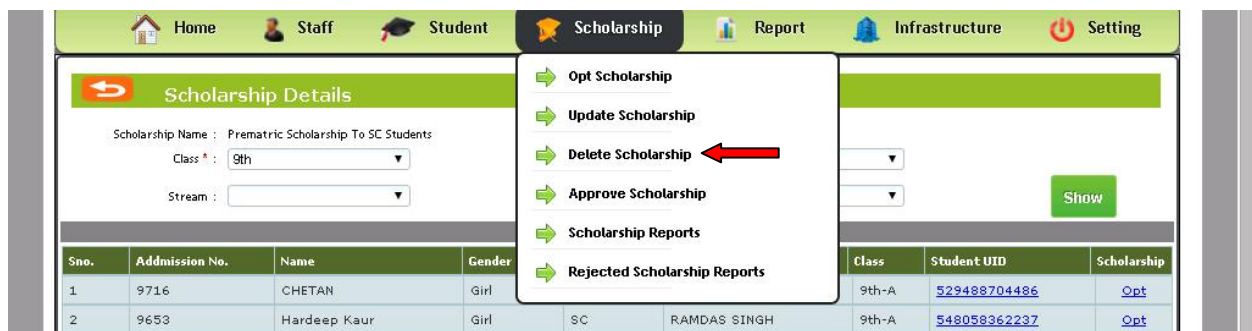 Home Staff Student Scholarship Report Infrastructure Setting
Opt Scholarship
Scholarship Details
Update Scholarship
Scholarship Name : Prematric Scholarship To SC Students
Class * : 9th
Delete Scholarship
Stream :
Approve Scholarship
Show
Scholarship Reports
Rejected Scholarship Reports
Sno. Addmission No. Name Gender Class Student UID Scholarship
1 9716 CHETAN Girl 9th-A 529488704486 Opt
2 9653 Hardeep Kaur Girl SC RAMDAS SINGH 9th-A 548058362237 Opt